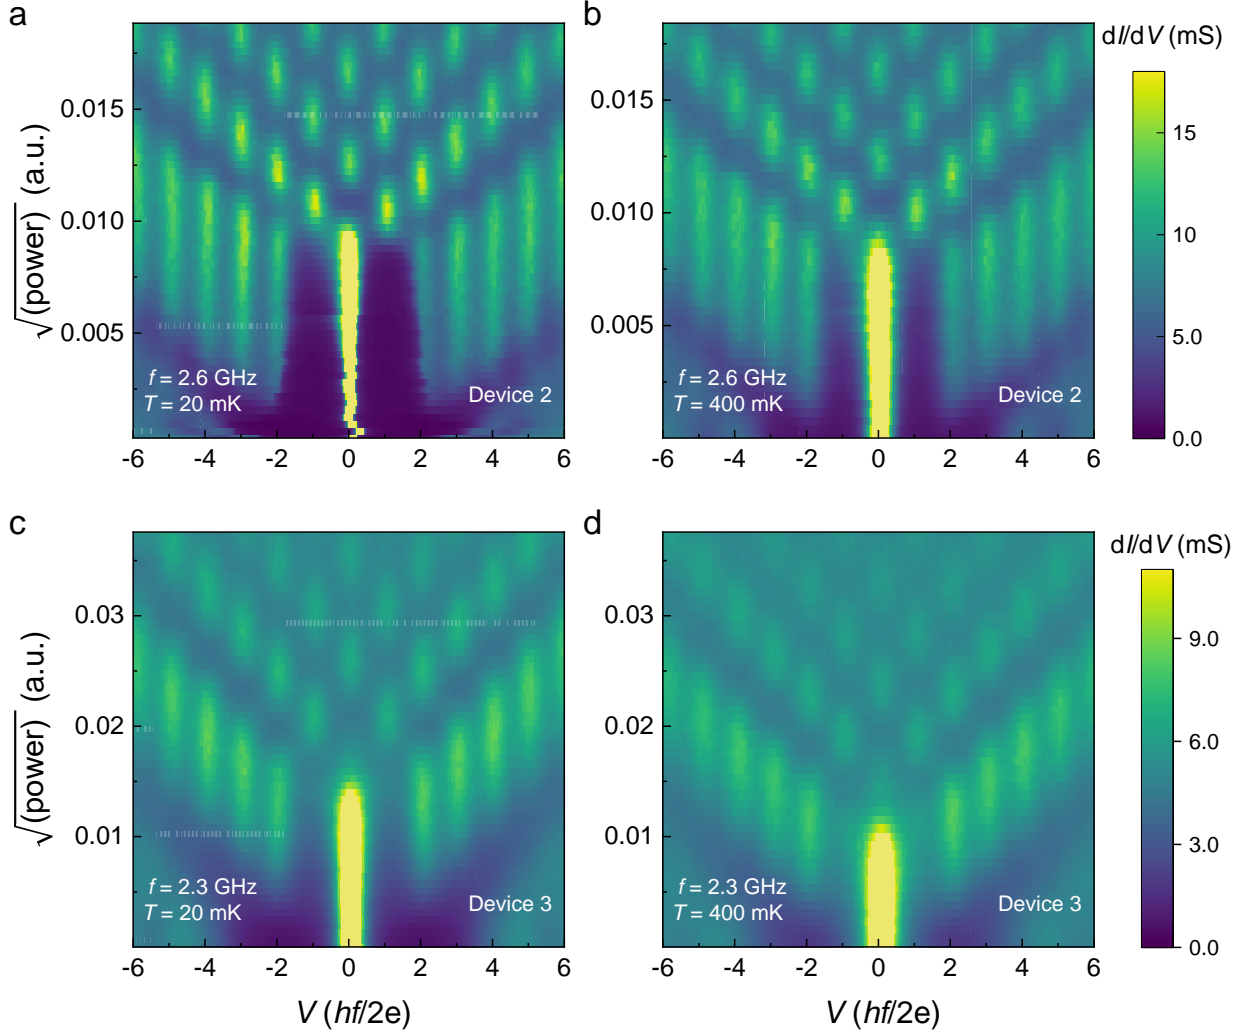 a
b
dI/dV (mS)
√(power) (a.u.)
0.015
0.010
0.005
f = 2.6 GHz
T = 20 mK
Device 2
-6 -4 -2 0 2 4 6
0.015
0.010
0.005
f = 2.6 GHz
T = 400 mK
Device 2
-6 -4 -2 0 2 4 6
15
10
5.0
0.0
c
d
dI/dV (mS)
√(power) (a.u.)
0.03
0.02
0.01
f = 2.3 GHz
T = 20 mK
Device 3
-6 -4 -2 0 2 4 6
V (hf/2e)
0.03
0.02
0.01
f = 2.3 GHz
T = 400 mK
Device 3
-6 -4 -2 0 2 4 6
V (hf/2e)
9.0
6.0
3.0
0.0